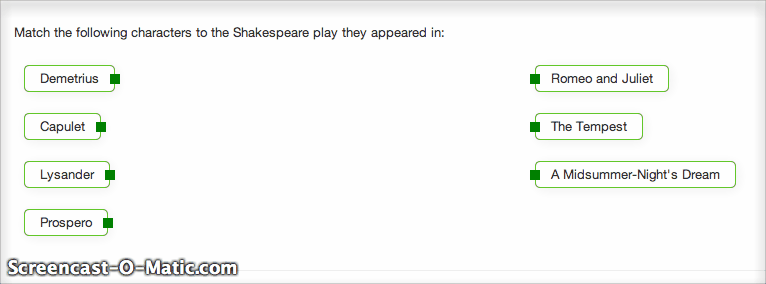 Match the following characters to the Shakespeare play they appeared in:
Demetrius
Romeo and Juliet
Capulet
The Tempest
Lysander
A Midsummer-Night's Dream
Prospero
Screencast-O-Matic.com